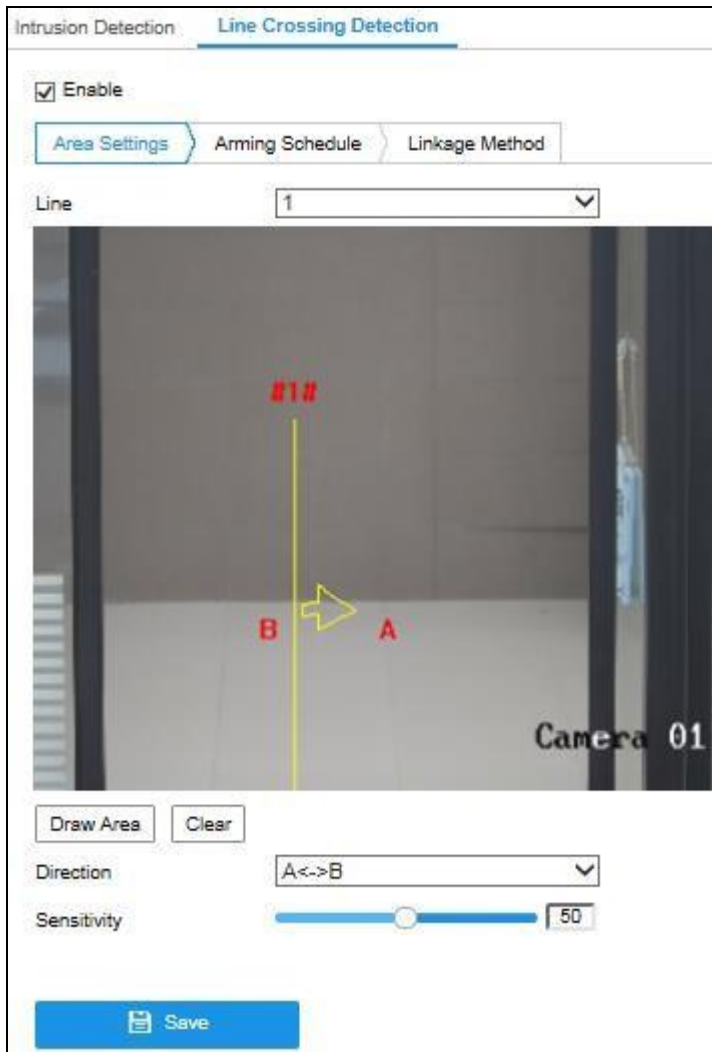 Intrusion Detection Line Crossing Detection
Enable
Area Settings Arming Schedule Linkage Method
Line 1
#1#
B A
Camera 01
Draw Area Clear
Direction A<->B
Sensitivity 50
Save